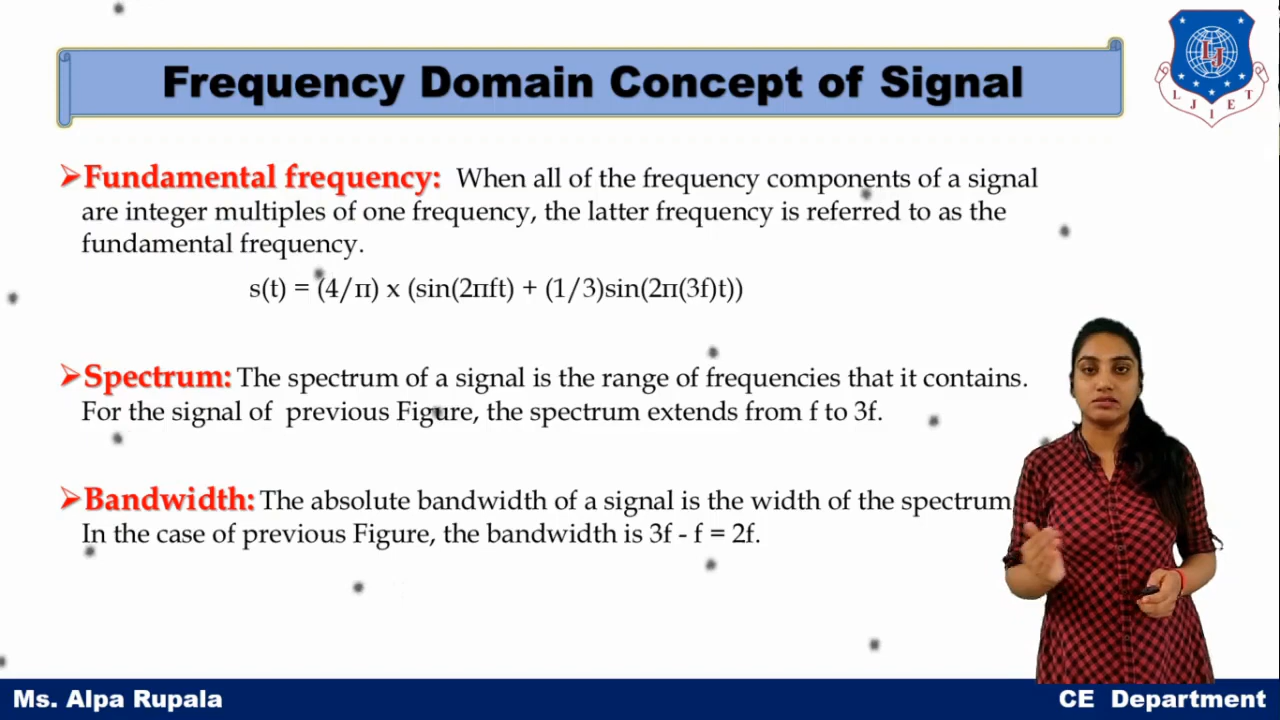 Frequency Domain Concept of Signal
LJ
LJIET
➢Fundamental frequency: When all of the frequency components of a signal
are integer multiples of one frequency, the latter frequency is referred to as the
fundamental frequency.
s(t) = (4/п) x (sin(2пft) + (1/3)sin(2п(3f)t))
➢Spectrum: The spectrum of a signal is the range of frequencies that it contains.
For the signal of previous Figure, the spectrum extends from f to 3f.
➢Bandwidth: The absolute bandwidth of a signal is the width of the spectrum
In the case of previous Figure, the bandwidth is 3f - f = 2f.
Ms. Alpa Rupala
CE Department